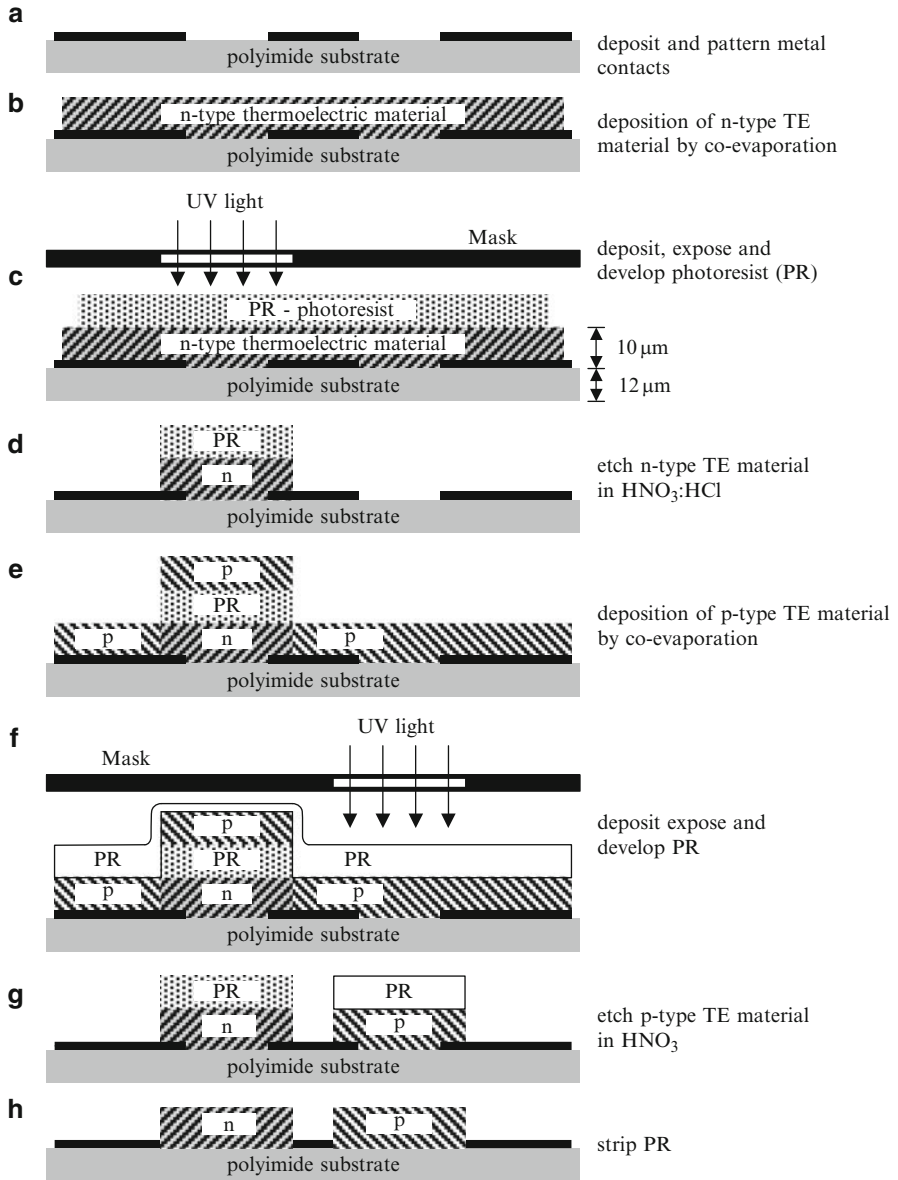 a
polyimide substrate
deposit and pattern metal
contacts
b
n-type thermoelectric material
polyimide substrate
deposition of n-type TE
material by co-evaporation
UV light
Mask
deposit, expose and
develop photoresist (PR)
c
PR - photoresist
n-type thermoelectric material
polyimide substrate
10 μm
12 μm
d
PR
n
polyimide substrate
etch n-type TE material
in HNO3:HCl
e
p
PR
p
n
p
polyimide substrate
deposition of p-type TE material
by co-evaporation
f
UV light
Mask
p
PR
PR
PR
p
n
p
polyimide substrate
deposit expose and
develop PR
g
PR
PR
n
p
polyimide substrate
etch p-type TE material
in HNO3
h
n
p
polyimide substrate
strip PR